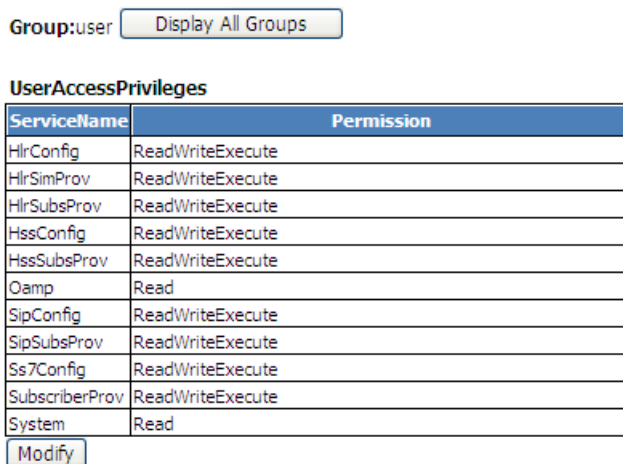 Group:user Display All Groups
UserAccessPrivileges
ServiceName Permission
HlrConfig ReadWriteExecute
HlrSimProv ReadWriteExecute
HlrSubsProv ReadWriteExecute
HssConfig ReadWriteExecute
HssSubsProv ReadWriteExecute
Oamp Read
SipConfig ReadWriteExecute
SipSubsProv ReadWriteExecute
Ss7Config ReadWriteExecute
SubscriberProv ReadWriteExecute
System Read
Modify